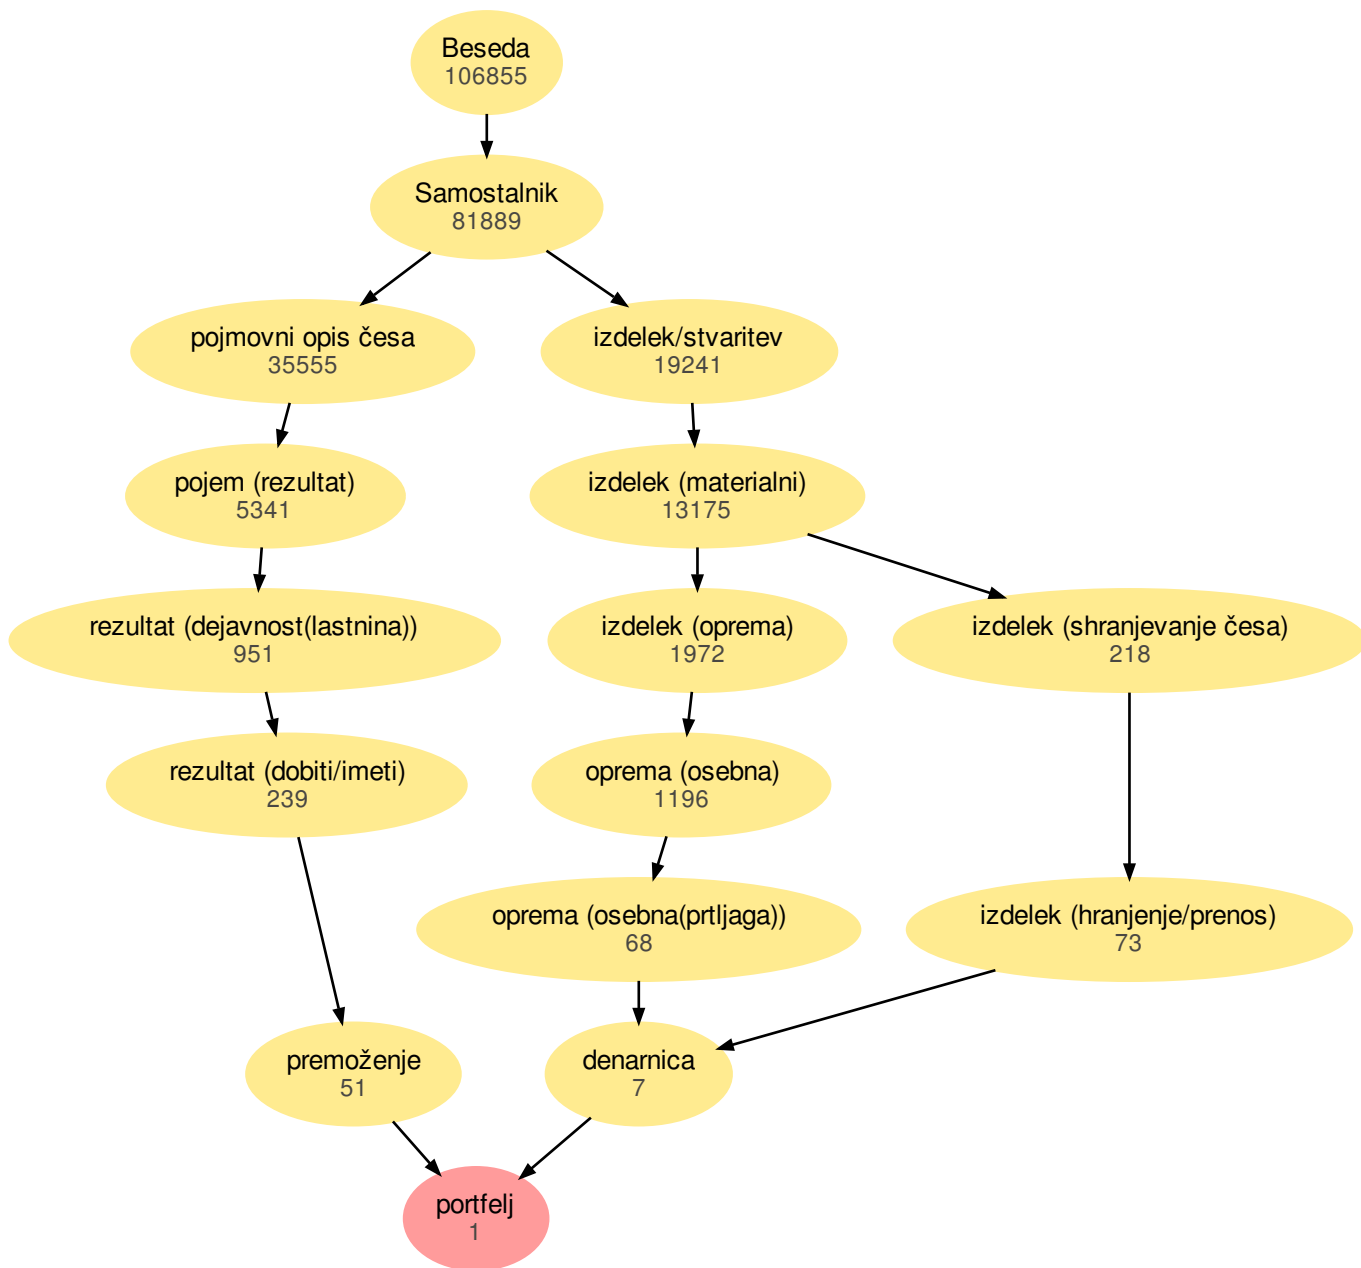 Beseda
106855
Samostalnik
81889
pojmovni opis česa
35555
izdelek/stvaritev
19241
pojem (rezultat)
5341
izdelek (materialni)
13175
rezultat (dejavnost(lastnina))
951
izdelek (oprema)
1972
izdelek (shranjevanje česa)
218
rezultat (dobiti/imeti)
239
oprema (osebna)
1196
oprema (osebna(prtljaga))
68
izdelek (hranjenje/prenos)
73
premoženje
51
denarnica
7
portfelj
1